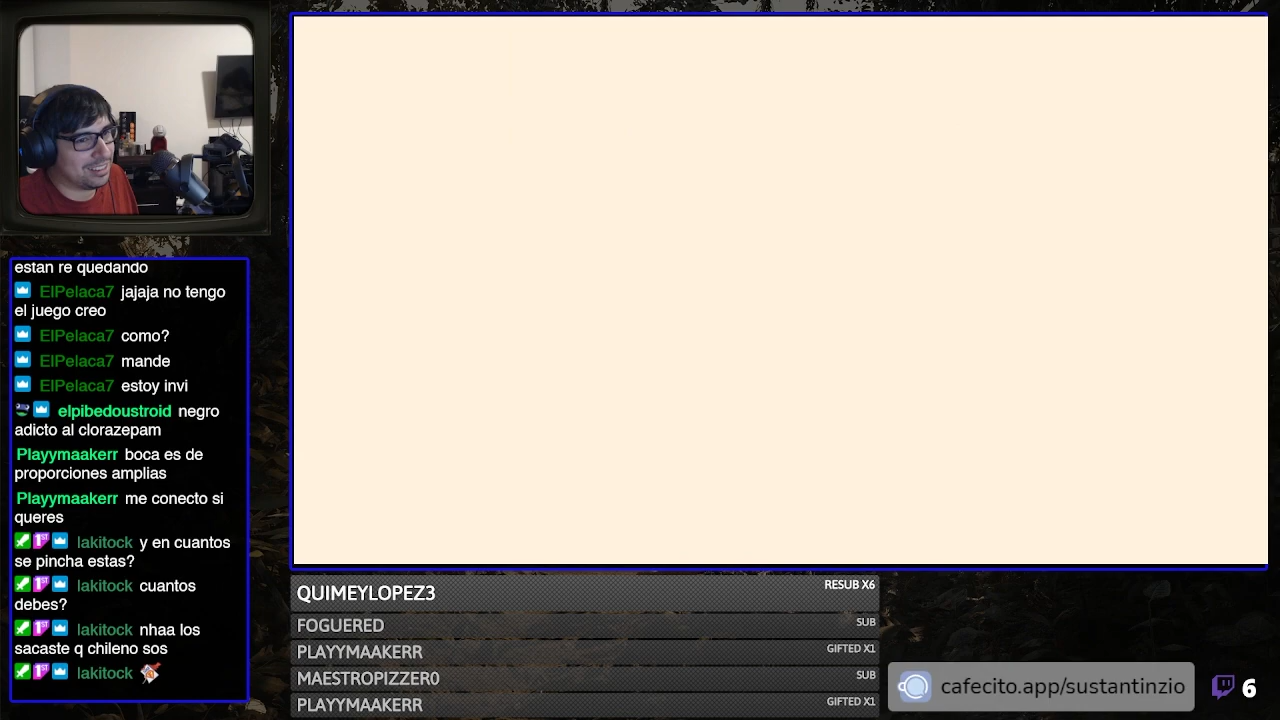 estan re quedando
ElPelaca7 jajaja no tengo
el juego creo
ElPelaca7 como?
ElPelaca7 mande
ElPelaca7 estoy invi
elpibedoustroid negro
adicto al clorazepam
Playymaakerr boca es de
proporciones amplias
Playymaakerr me conecto si
queres
lakitock y en cuantos
se pincha estas?
lakitock cuantos
debes?
lakitock nhaa los
sacaste q chileno sos
lakitock
QUIMEYLOPEZ3 RESUB X6
FOGUERED SUB
PLAYYMAAKERR GIFTED X1
MAESTROPIZZER0 SUB
PLAYYMAAKERR GIFTED X1
cafecito.app/sustantinzio
6